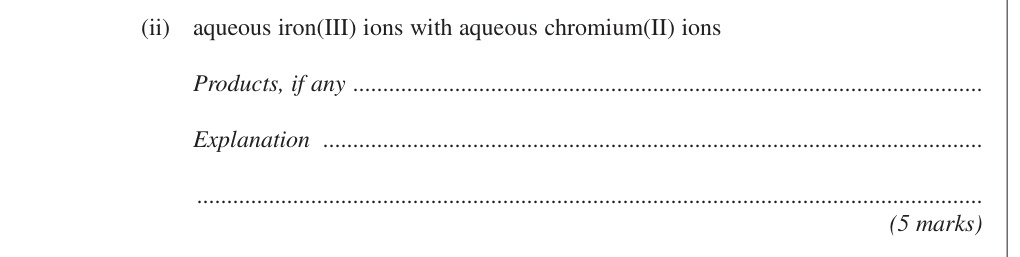 (ii) aqueous iron(III) ions with aqueous chromium(II) ions
Products, if any ..........................................................................................................
Explanation ...............................................................................................................
....................................................................................................................................
(5 marks)